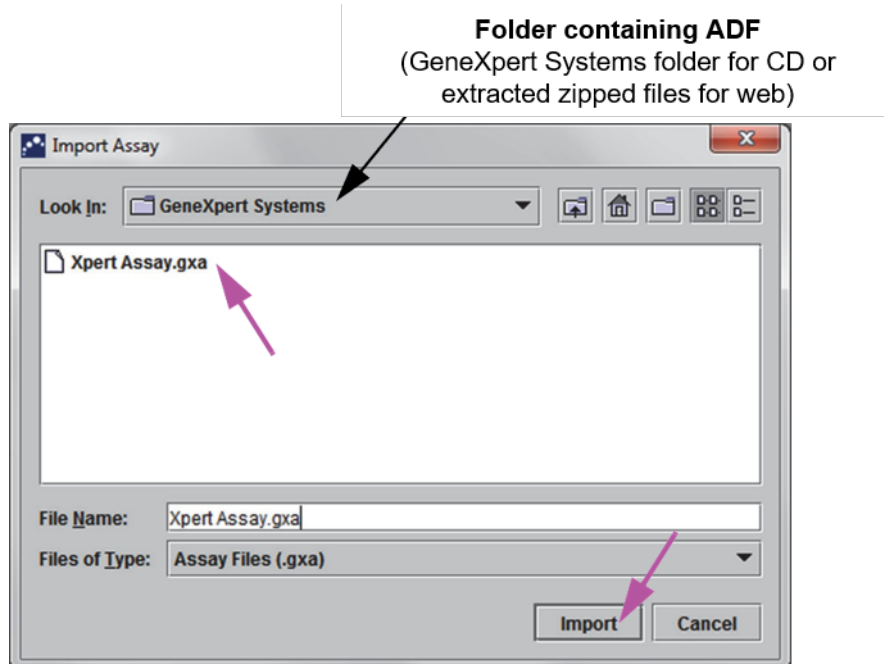 Folder containing ADF
(GeneXpert Systems folder for CD or
extracted zipped files for web)
Import Assay
Look In: GeneXpert Systems
Xpert Assay.gxa
File Name: Xpert Assay.gxa
Files of Type: Assay Files (.gxa)
Import Cancel